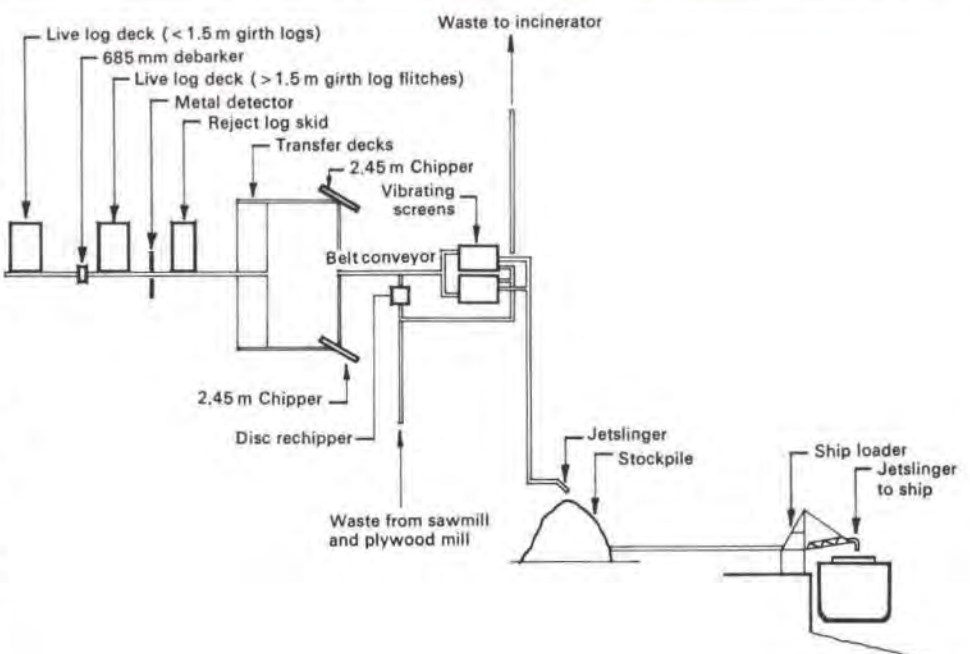 Waste to incinerator
Live log deck (<1.5 m girth logs)
685 mm debarker
Live log deck (>1.5 m girth log flitches)
Metal detector
Reject log skid
Transfer decks
2.45 m Chipper
Vibrating
screens
Belt conveyor
2.45 m Chipper
Disc rechipper
Jetslinger
Stockpile
Ship loader
Jetslinger
to ship
Waste from sawmill
and plywood mill